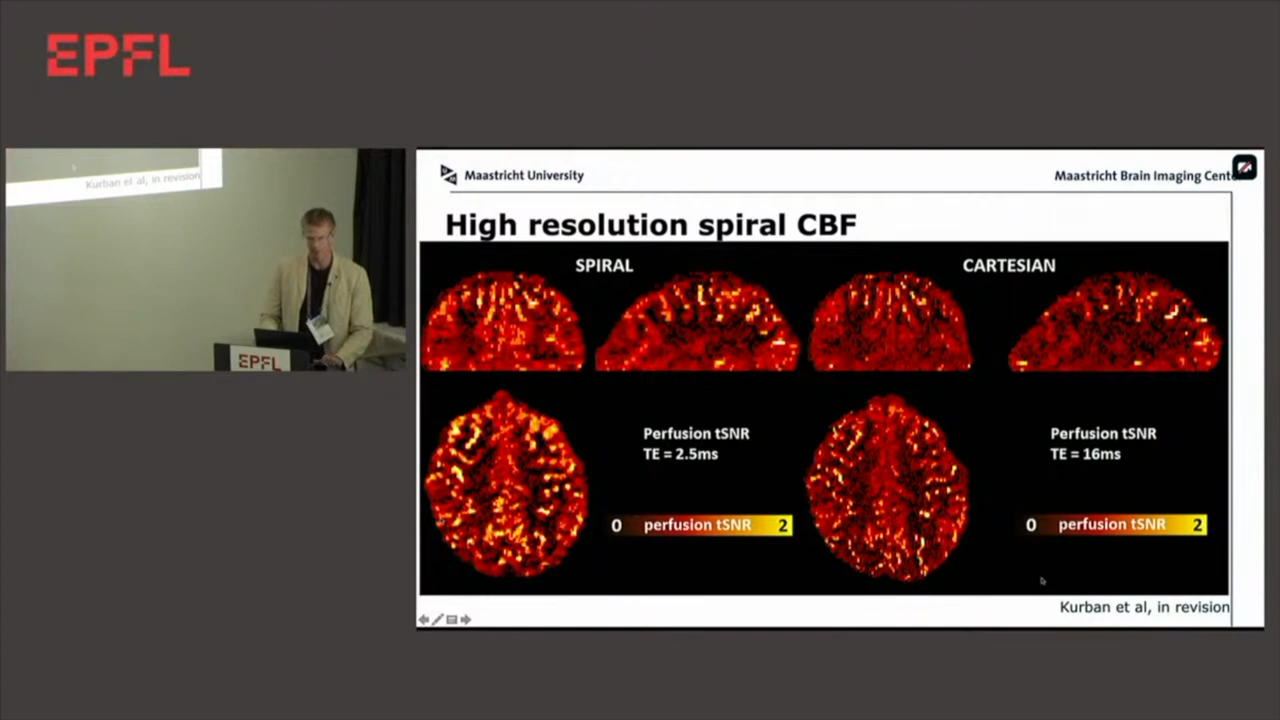 EPFL
Kurban et al, in revision
EPFL
Maastricht University
Maastricht Brain Imaging Cent
High resolution spiral CBF
SPIRAL
CARTESIAN
Perfusion tSNR
TE = 2.5ms
Perfusion tSNR
TE = 16ms
0 perfusion tSNR 2
0 perfusion tSNR 2
Kurban et al, in revision